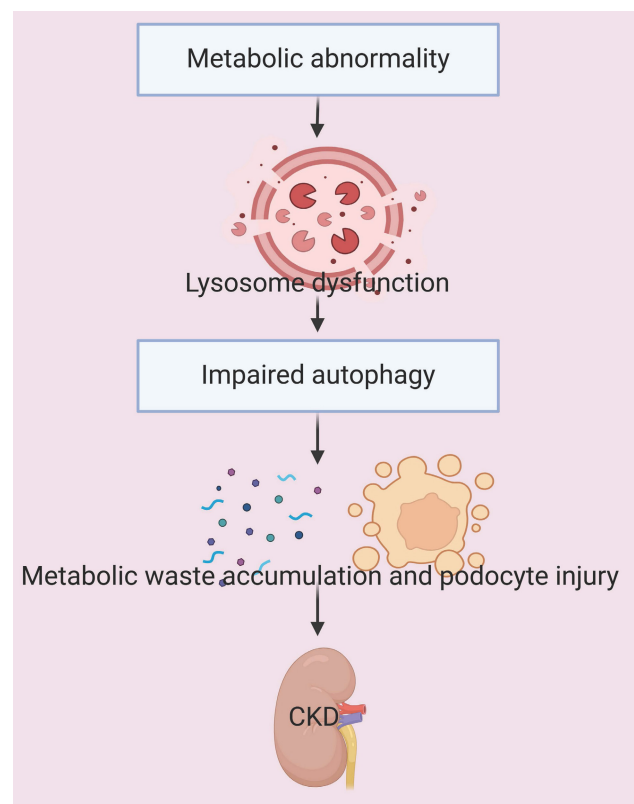 Metabolic abnormality
Lysosome dysfunction
Impaired autophagy
Metabolic waste accumulation and podocyte injury
CKD